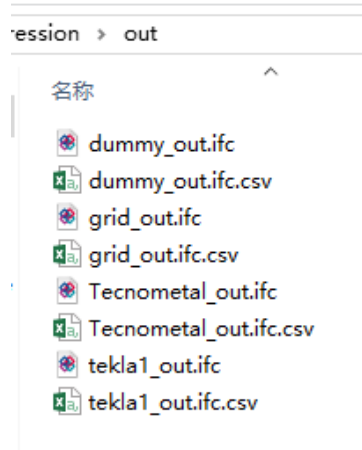 ression > out
名称
dummy_out.ifc
dummy_out.ifc.csv
grid_out.ifc
grid_out.ifc.csv
Tecnometal_out.ifc
Tecnometal_out.ifc.csv
tekla1_out.ifc
tekla1_out.ifc.csv